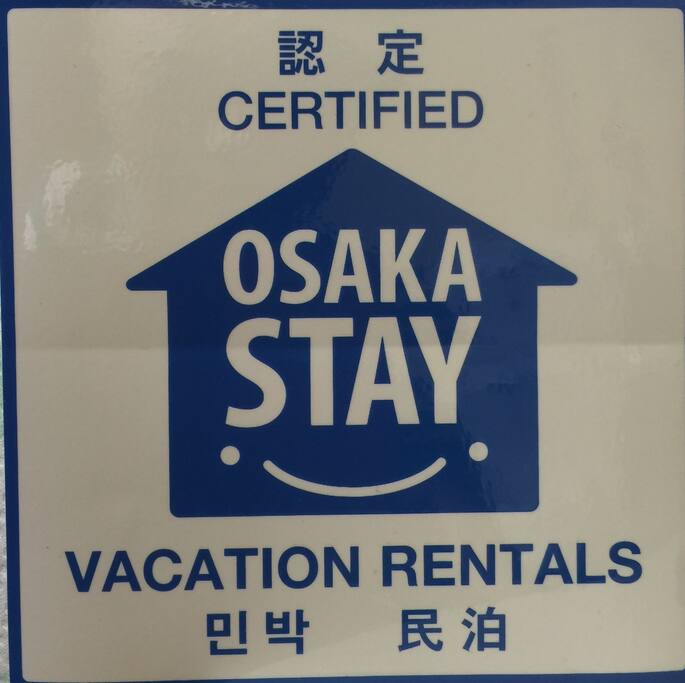 認 定
CERTIFIED
OSAKA
STAY
VACATION RENTALS
민박 民泊